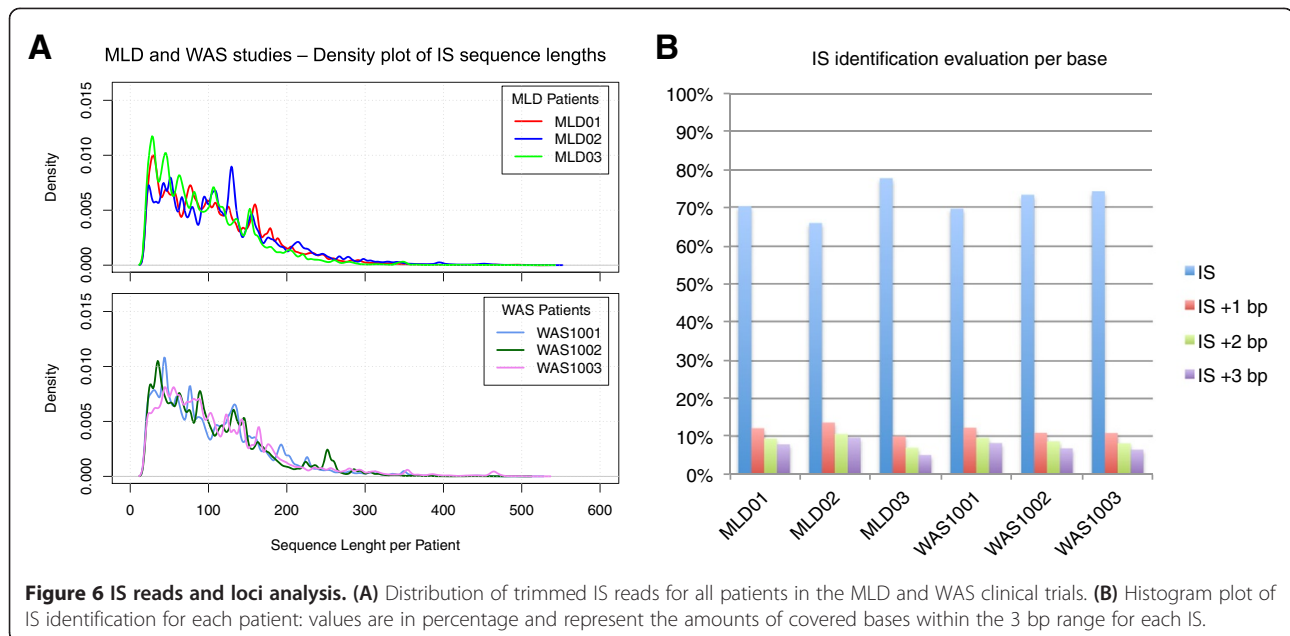 A
MLD and WAS studies – Density plot of IS sequence lengths
0.015
0.010
0.005
0.000
Density
MLD Patients
MLD01
MLD02
MLD03
0.015
0.010
0.005
0.000
Density
WAS Patients
WAS1001
WAS1002
WAS1003
0 100 200 300 400 500 600
Sequence Lenght per Patient
B
IS identification evaluation per base
100%
90%
80%
70%
60%
50%
40%
30%
20%
10%
0%
MLD01 MLD02 MLD03 WAS1001 WAS1002 WAS1003
IS
IS +1 bp
IS +2 bp
IS +3 bp
Figure 6 IS reads and loci analysis. (A) Distribution of trimmed IS reads for all patients in the MLD and WAS clinical trials. (B) Histogram plot of
IS identification for each patient: values are in percentage and represent the amounts of covered bases within the 3 bp range for each IS.